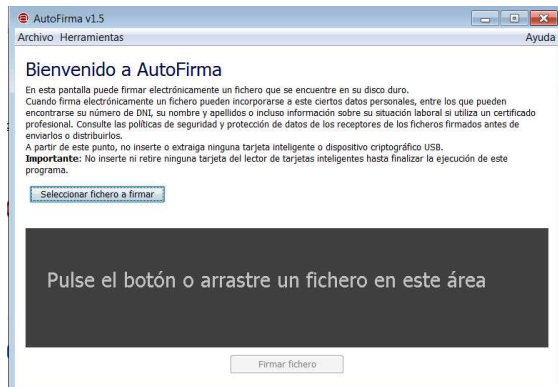 AutoFirma v1.5
Archivo Herramientas Ayuda
Bienvenido a AutoFirma
En esta pantalla puede firmar electrónicamente un fichero que se encuentre en su disco duro.
Cuando firma electrónicamente un fichero pueden incorporarse a este ciertos datos personales, entre los que pueden
encontrarse su número de DNI, su nombre y apellidos o incluso información sobre su situación laboral si utiliza un certificado
profesional. Consulte las políticas de seguridad y protección de datos de los receptores de los ficheros firmados antes de
enviarlos o distribuirlos.
A partir de este punto, no inserte o extraiga ninguna tarjeta inteligente o dispositivo criptográfico USB.
Importante: No inserte ni retire ninguna tarjeta del lector de tarjetas inteligentes hasta finalizar la ejecución de este
programa.
Seleccionar fichero a firmar
Pulse el botón o arrastre un fichero en este área
Firmar fichero